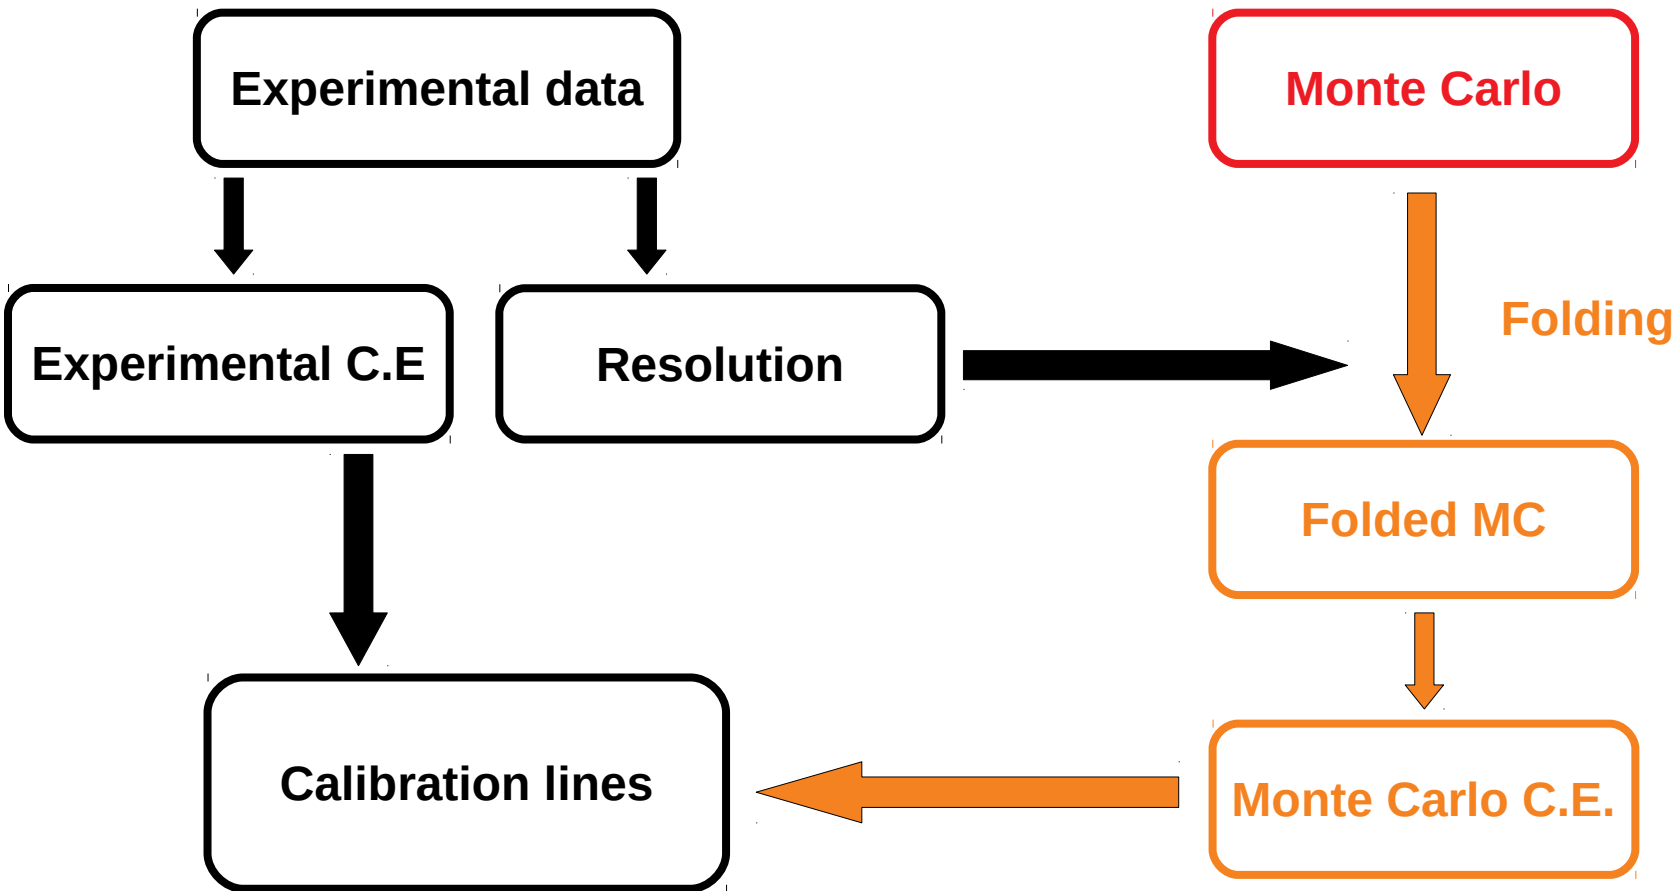 Experimental data
Monte Carlo
Folding
Experimental C.E
Resolution
Folded MC
Calibration lines
Monte Carlo C.E.